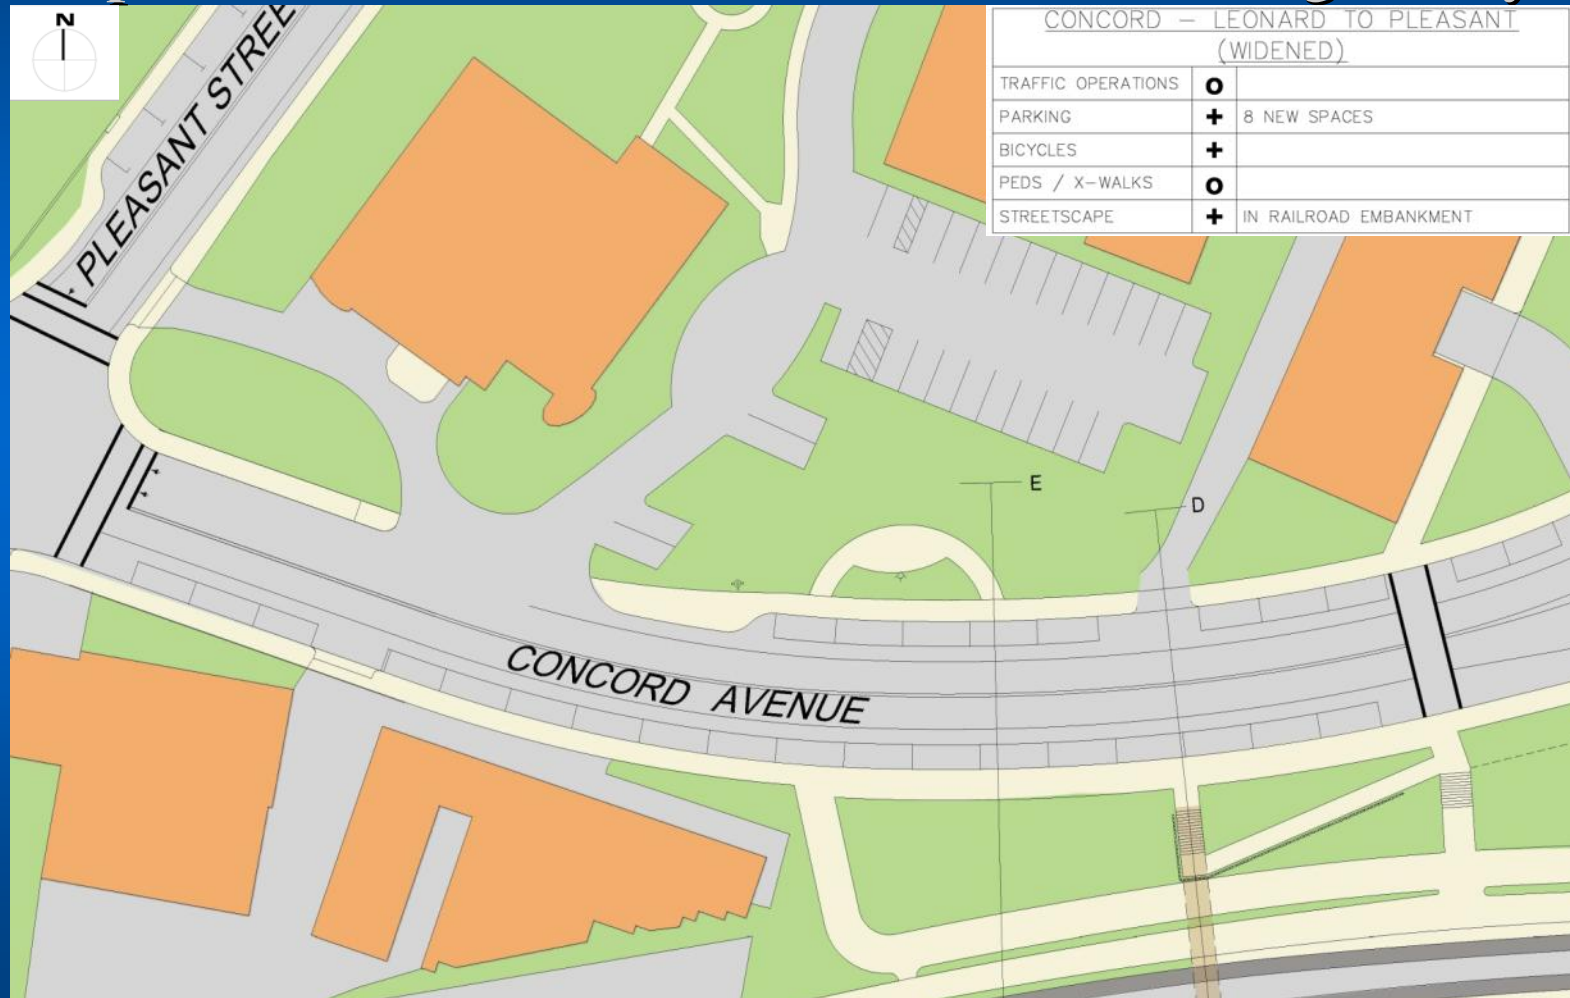 N
CONCORD – LEONARD TO PLEASANT
(WIDENED)
TRAFFIC OPERATIONS O
PARKING + 8 NEW SPACES
BICYCLES +
PEDS / X-WALKS O
STREETSCAPE + IN RAILROAD EMBANKMENT
PLEASANT STREET
E
D
CONCORD AVENUE